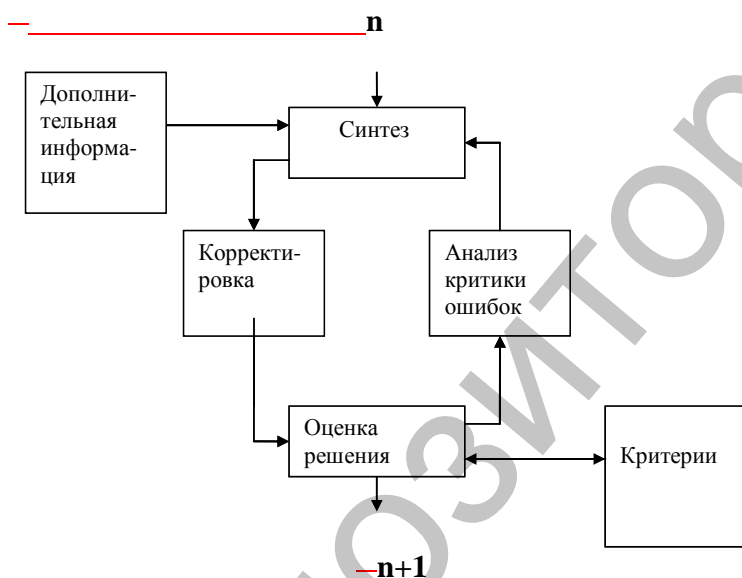 n
Дополни-
тельная
информа-
ция
Синтез
Корректи-
ровка
Анализ
критики
ошибок
Оценка
решения
Критерии
n+1